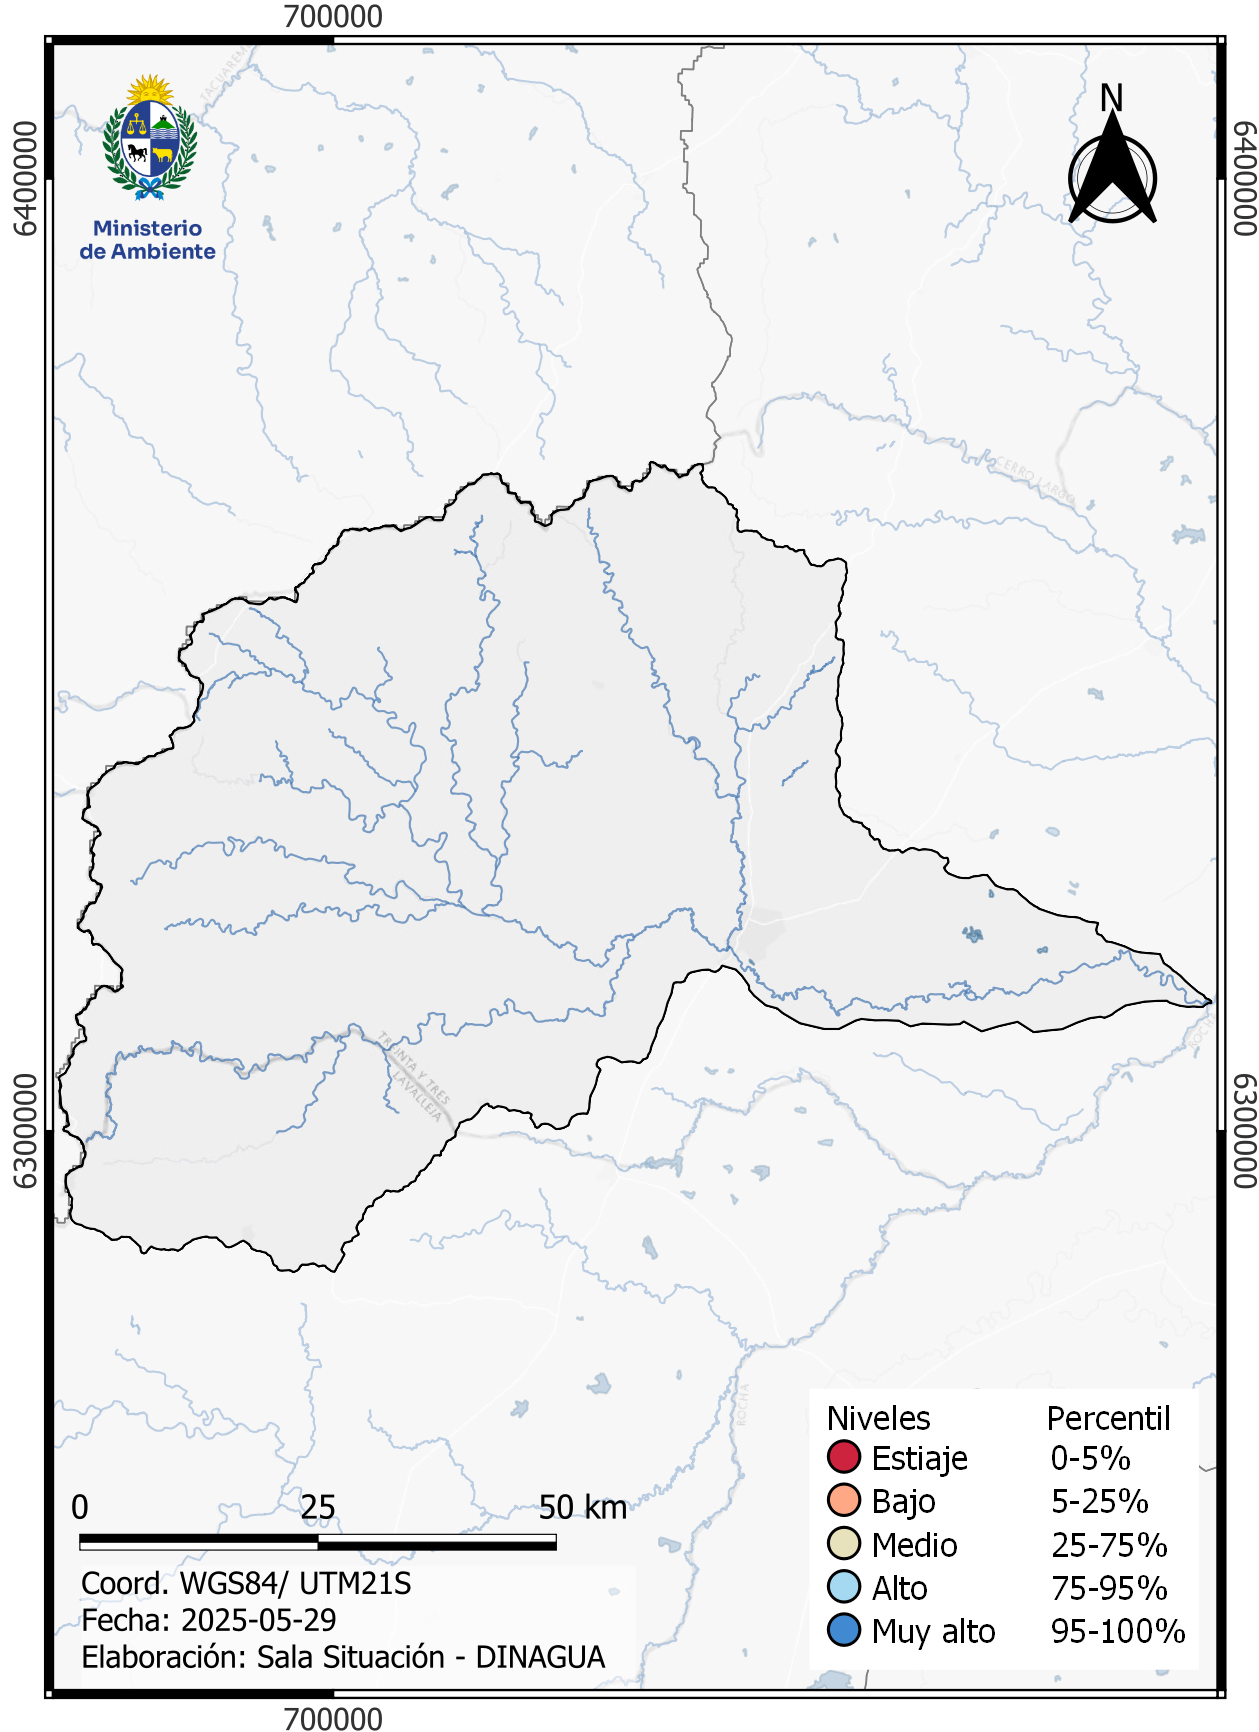 700000
6400000
6400000
TACUAREM
Ministerio
de Ambiente
N
CERRO LARGO
TREINTA Y TRES
LAVALLEJA
ROCH
6300000
6300000
ROCHA
Niveles Percentil
Estiaje 0-5%
Bajo 5-25%
Medio 25-75%
Alto 75-95%
Muy alto 95-100%
0 25 50 km
Coord. WGS84/ UTM21S
Fecha: 2025-05-29
Elaboración: Sala Situación - DINAGUA
700000